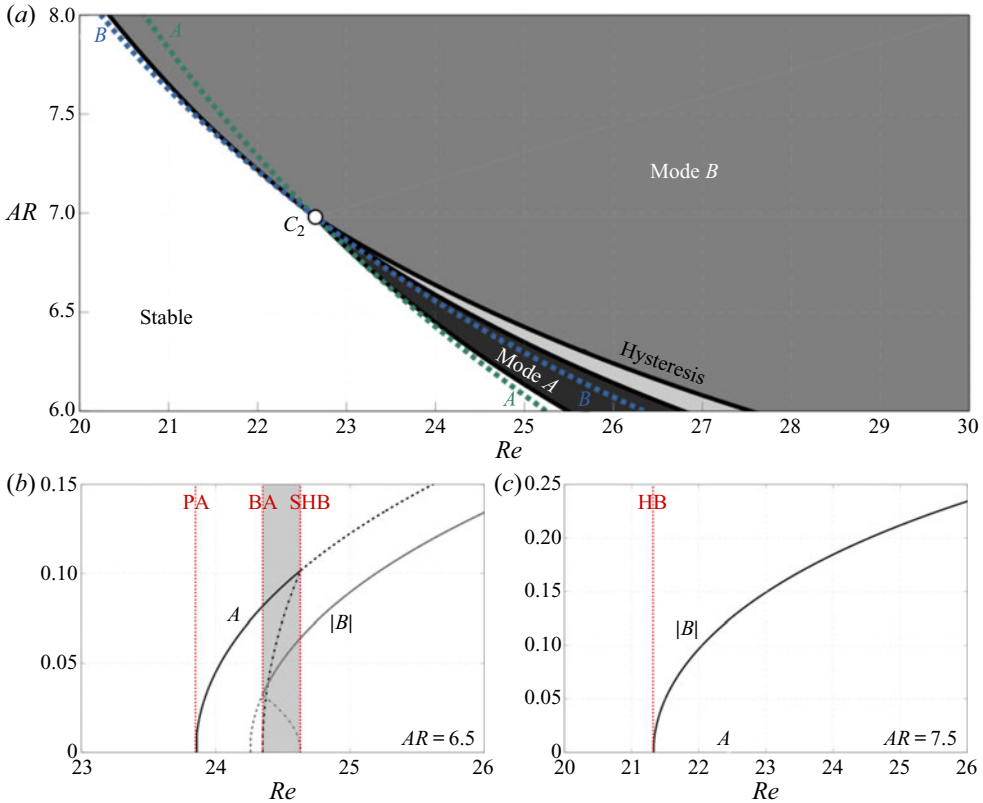 (a)
8.0
7.5
AR 7.0
6.5
6.0
B
A
C2
Stable
Mode B
Hysteresis
Mode A
A
B
20 21 22 23 24 25 26 27 28 29 30
Re
(b)
0.15
0.10
0.05
0
PA BA SHB
A
|B|
AR = 6.5
23 24 25 26
Re
(c)
0.25
0.20
0.15
0.10
0.05
0
HB
|B|
A
AR = 7.5
20 21 22 23 24 25 26
Re